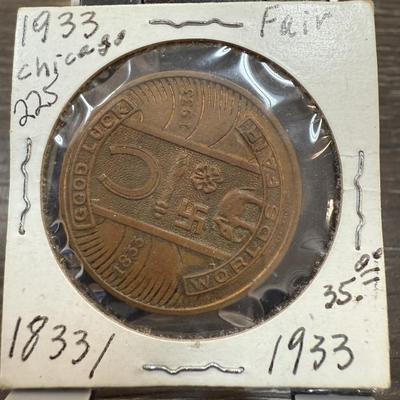 1933
Fair
Chicago
225
GOOD LUCK
1933
1833
WORLDS FAIR
35.00
1833/
1933